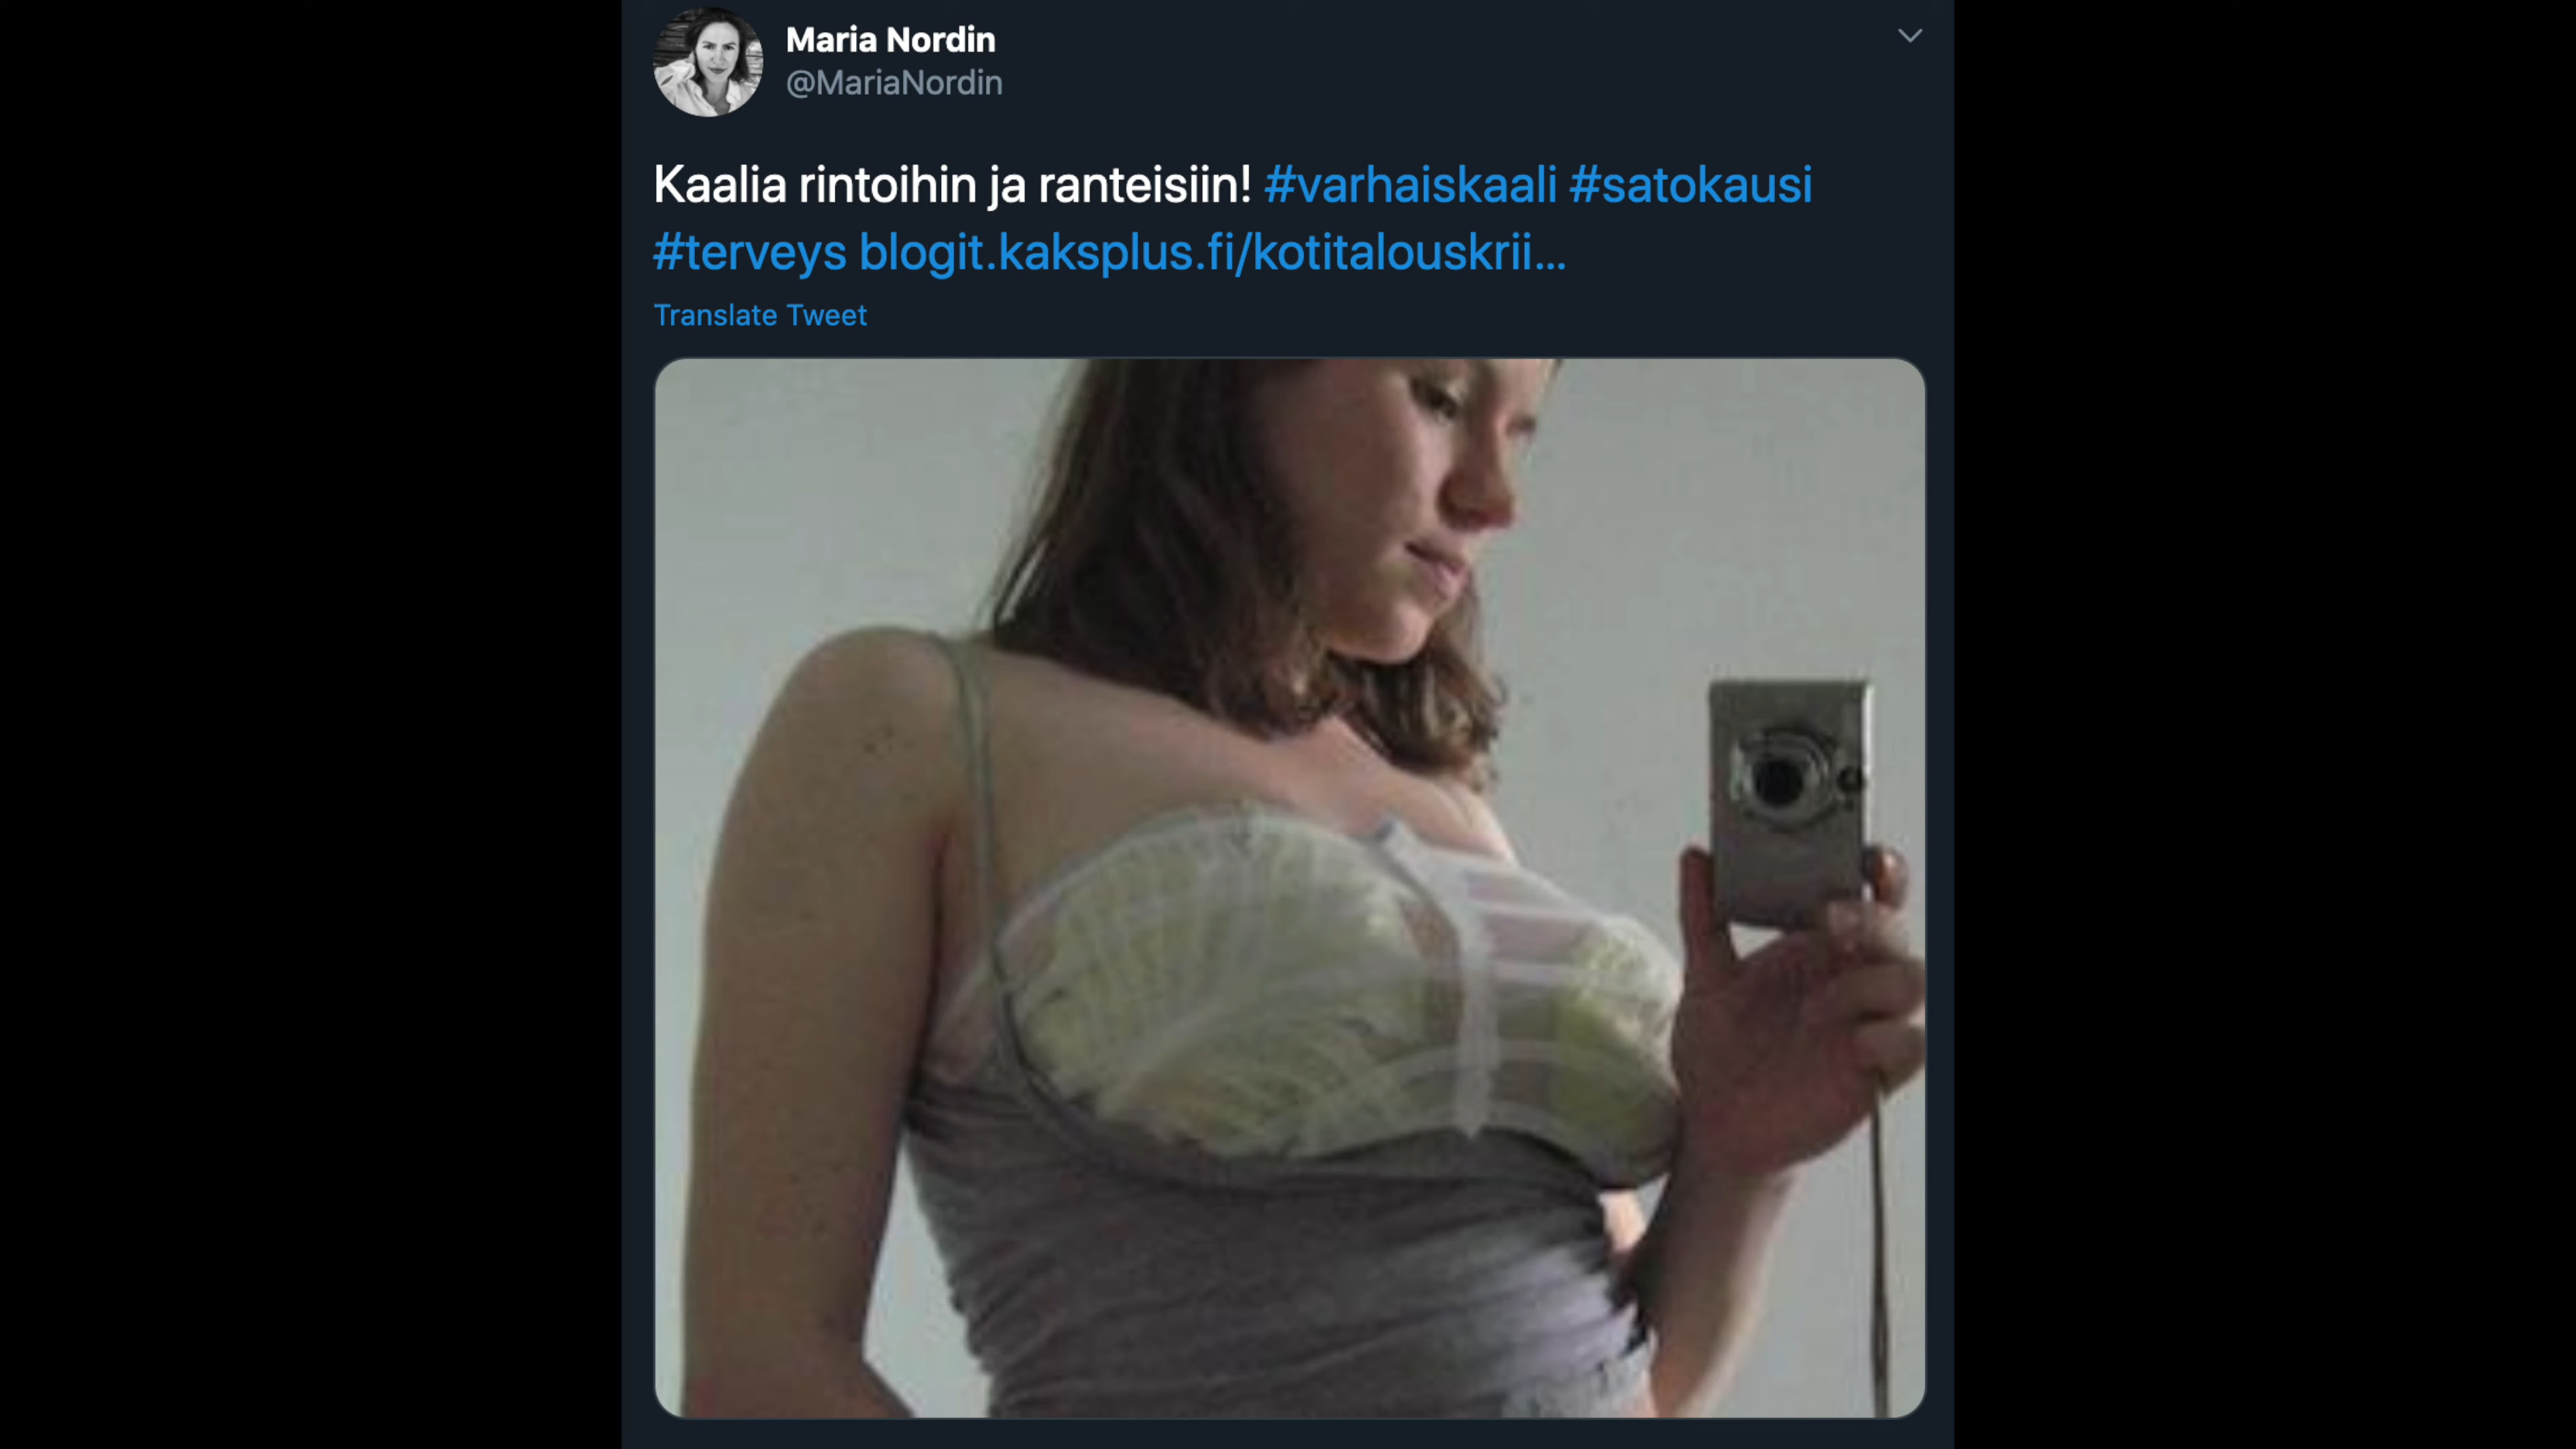 Maria Nordin
@MariaNordin
Kaalia rintoihin ja ranteisiin! #varhaiskaali #satokausi
#terveys blogit.kaksplus.fi/kotitalouskrii…
Translate Tweet